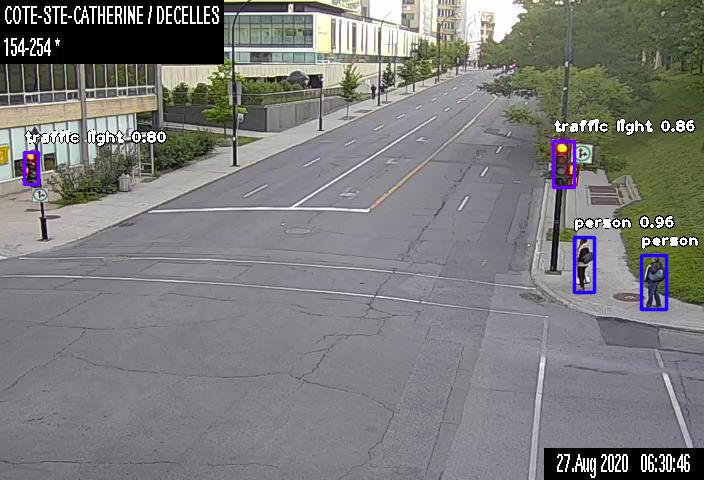 COTE-STE-CATHERINE / DECELLES
154-254 *
traffic light 0.80
traffic light 0.86
person 0.96
person
27.Aug 2020 06:30:46